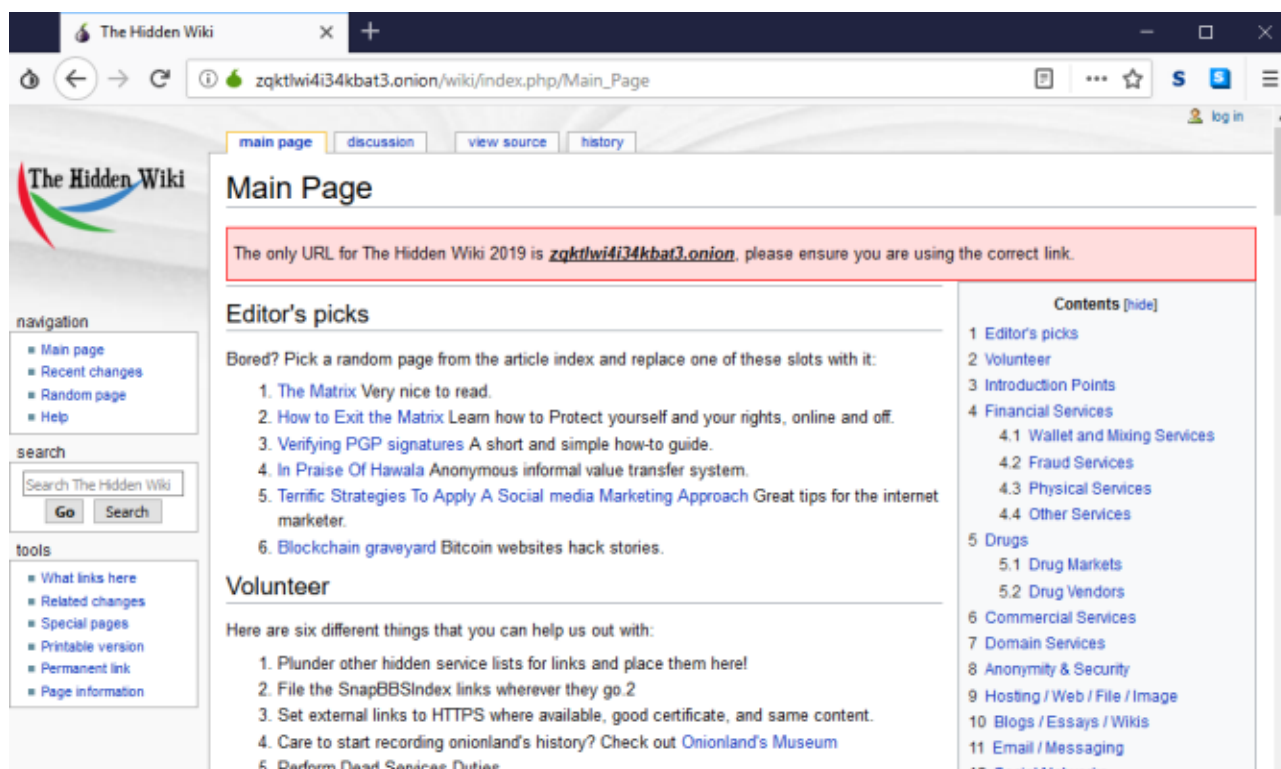 The Hidden Wiki
zqktlwi4i34kbat3.onion/wiki/index.php/Main_Page
S
S
log in
main page
discussion
view source
history
The Hidden Wiki
Main Page
The only URL for The Hidden Wiki 2019 is zqktlwi4i34kbat3.onion, please ensure you are using the correct link.
navigation
Main page
Recent changes
Random page
Help
search
Search The Hidden Wiki
Go
Search
tools
What links here
Related changes
Special pages
Printable version
Permanent link
Page information
Editor's picks
Bored? Pick a random page from the article index and replace one of these slots with it:
1. The Matrix Very nice to read.
2. How to Exit the Matrix Learn how to Protect yourself and your rights, online and off.
3. Verifying PGP signatures A short and simple how-to guide.
4. In Praise Of Hawala Anonymous informal value transfer system.
5. Terrific Strategies To Apply A Social media Marketing Approach Great tips for the internet
marketer.
6. Blockchain graveyard Bitcoin websites hack stories.
Volunteer
Here are six different things that you can help us out with:
1. Plunder other hidden service lists for links and place them here!
2. File the SnapBBSIndex links wherever they go.2
3. Set external links to HTTPS where available, good certificate, and same content.
4. Care to start recording onionland's history? Check out Onionland's Museum
5. Perform Dead Services Duties
Contents [hide]
1 Editor's picks
2 Volunteer
3 Introduction Points
4 Financial Services
4.1 Wallet and Mixing Services
4.2 Fraud Services
4.3 Physical Services
4.4 Other Services
5 Drugs
5.1 Drug Markets
5.2 Drug Vendors
6 Commercial Services
7 Domain Services
8 Anonymity & Security
9 Hosting / Web / File / Image
10 Blogs / Essays / Wikis
11 Email / Messaging